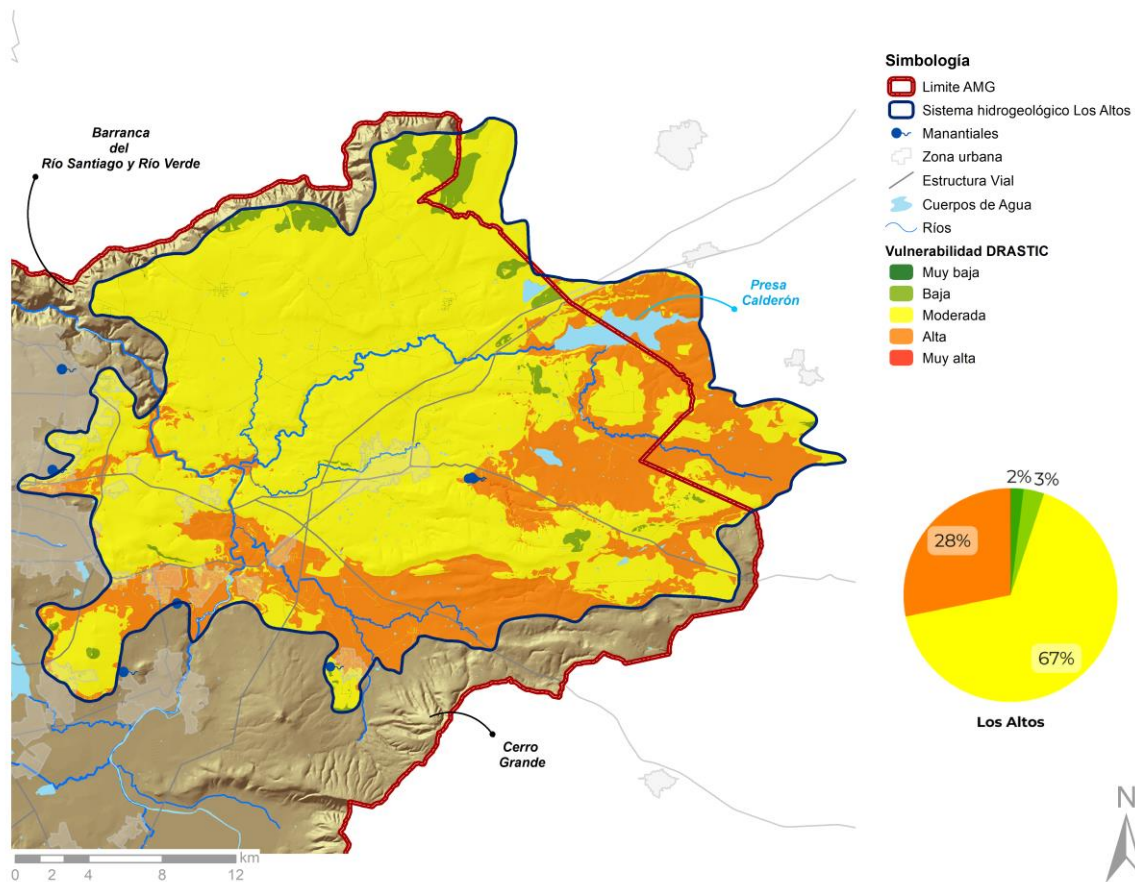 Barranca
del
Río Santiago y Río Verde
Presa
Calderón
Cerro
Grande
0 2 4 8 12
km
Simbología
Limite AMG
Sistema hidrogeológico Los Altos
Manantiales
Zona urbana
Estructura Vial
Cuerpos de Agua
Ríos
Vulnerabilidad DRASTIC
Muy baja
Baja
Moderada
Alta
Muy alta
2% 3%
28%
67%
Los Altos
N